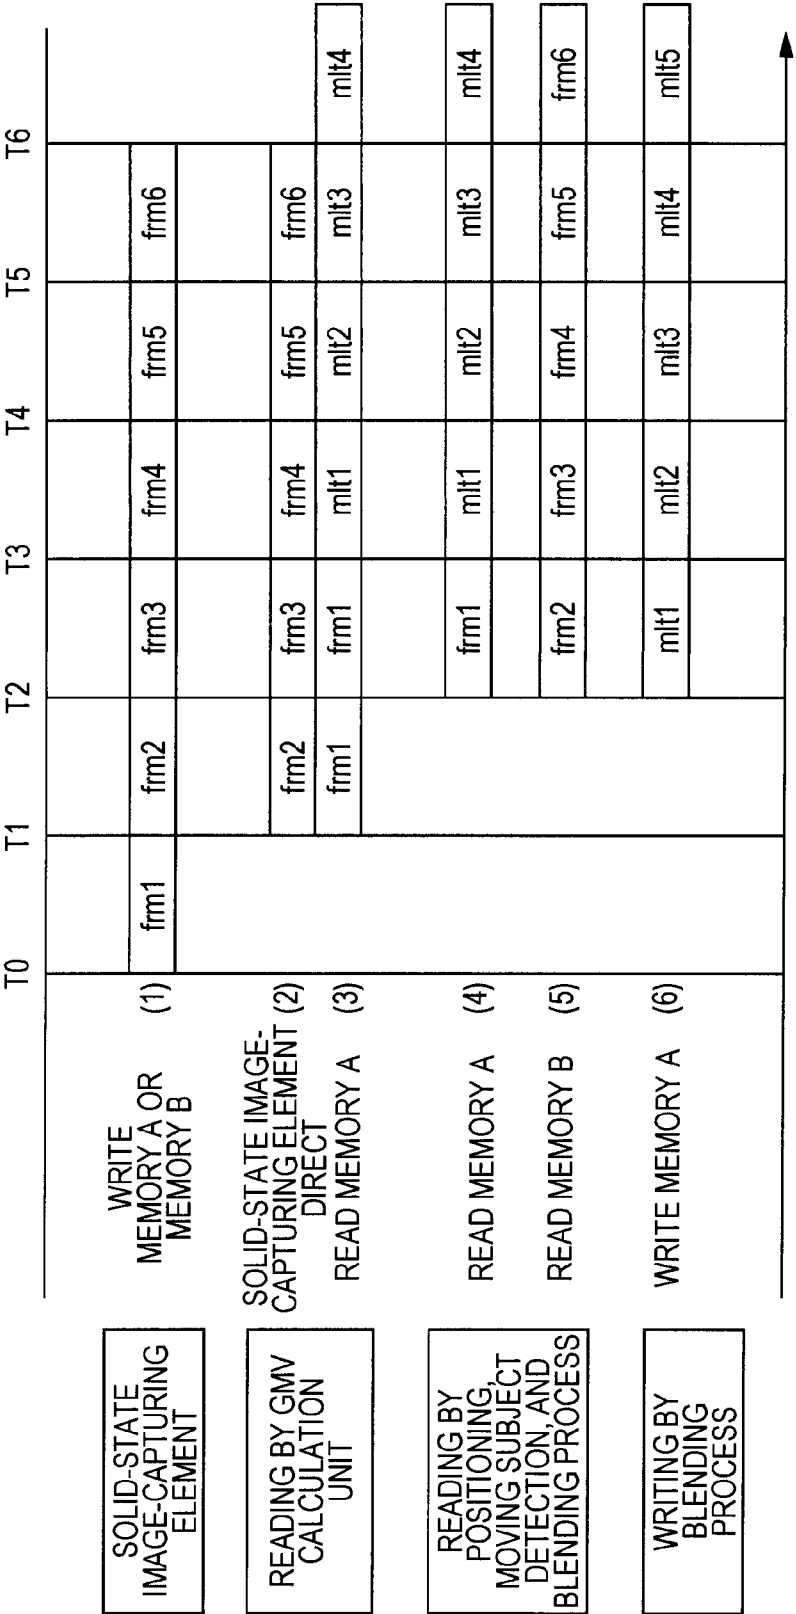 T0 T1 T2 T3 T4 T5 T6
SOLID-STATE
IMAGE-CAPTURING
ELEMENT
WRITE
MEMORY A OR
MEMORY B
(1) frm1 frm2 frm3 frm4 frm5 frm6
READING BY GMV
CALCULATION
UNIT
SOLID-STATE IMAGE-
CAPTURING ELEMENT
DIRECT
(2) frm2 frm3 frm4 frm5 frm6
READ MEMORY A (3) frm1 frm1 mlt1 mlt2 mlt3 mlt4
READING BY
POSITIONING,
MOVING SUBJECT
DETECTION, AND
BLENDING PROCESS
READ MEMORY A (4) frm1 mlt1 mlt2 mlt3 mlt4
READ MEMORY B (5) frm2 frm3 frm4 frm5 frm6
WRITING BY
BLENDING
PROCESS
WRITE MEMORY A (6) mlt1 mlt2 mlt3 mlt4 mlt5